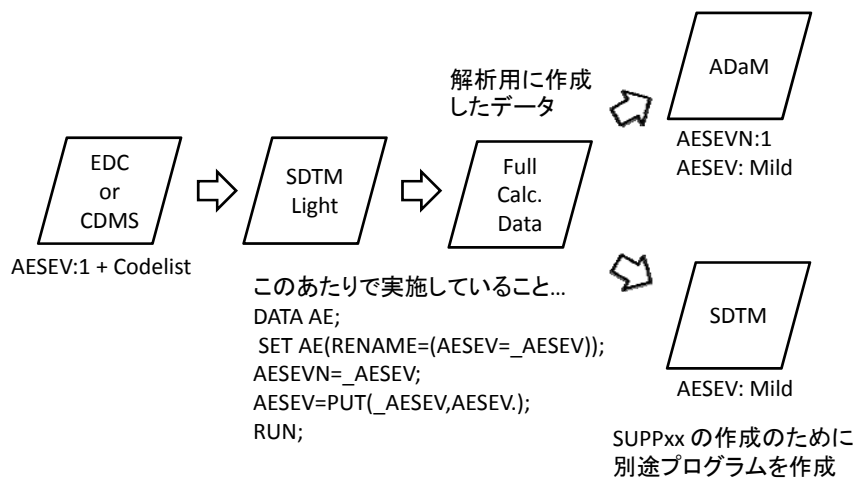 EDC
or
CDMS
AESEV:1 + Codelist
SDTM
Light
このあたりで実施していること...
DATA AE;
SET AE(RENAME=(AESEV=_AESEV));
AESEVN=_AESEV;
AESEV=PUT(_AESEV,AESEV.);
RUN;
解析用に作成
したデータ
Full
Calc.
Data
ADaM
AESEVN:1
AESEV: Mild
SDTM
AESEV: Mild
SUPPxx の作成のために
別途プログラムを作成